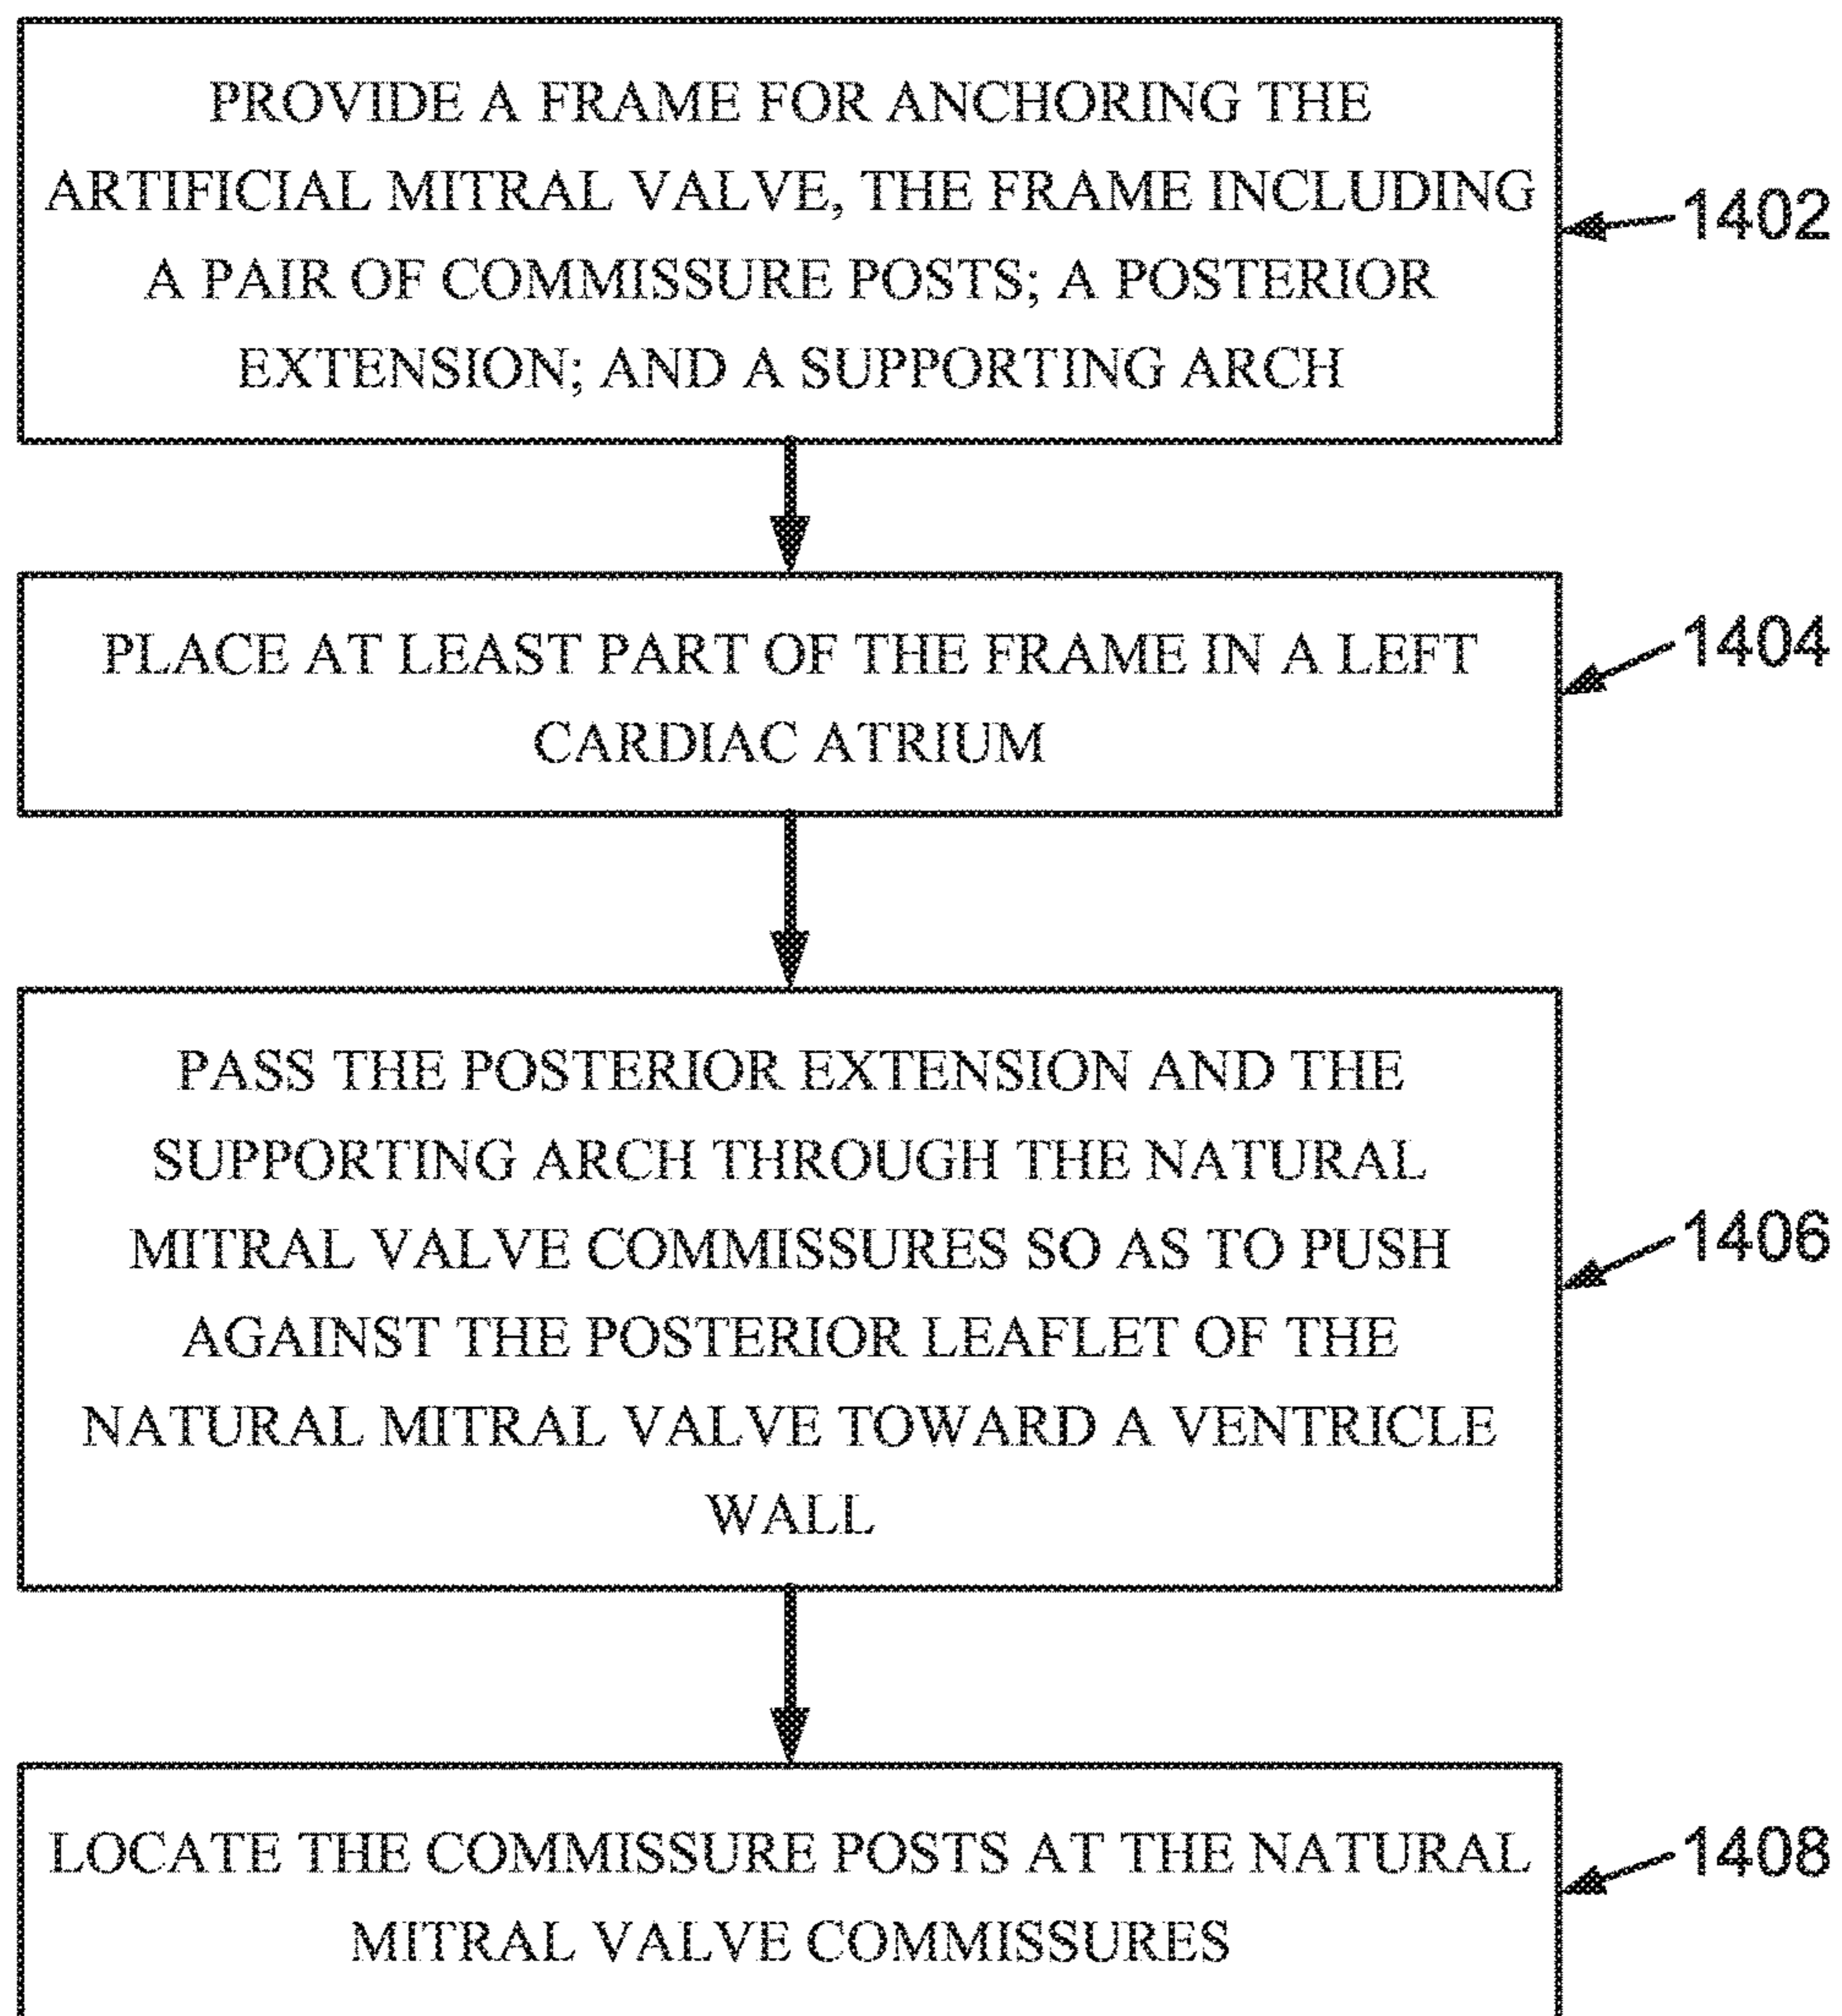 PROVIDE A FRAME FOR ANCHORING THE
ARTIFICIAL MITRAL VALVE, THE FRAME INCLUDING
A PAIR OF COMMISSURE POSTS; A POSTERIOR
EXTENSION; AND A SUPPORTING ARCH
1402
PLACE AT LEAST PART OF THE FRAME IN A LEFT
CARDIAC ATRIUM
1404
PASS THE POSTERIOR EXTENSION AND THE
SUPPORTING ARCH THROUGH THE NATURAL
MITRAL VALVE COMMISSURES SO AS TO PUSH
AGAINST THE POSTERIOR LEAFLET OF THE
NATURAL MITRAL VALVE TOWARD A VENTRICLE
WALL
1406
LOCATE THE COMMISSURE POSTS AT THE NATURAL
MITRAL VALVE COMMISSURES
1408